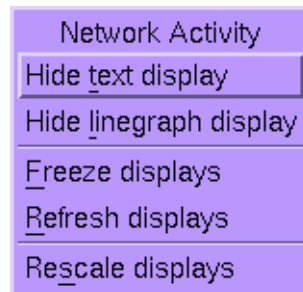 Network Activity
Hide text display
Hide linegraph display
Freeze displays
Refresh displays
Rescale displays